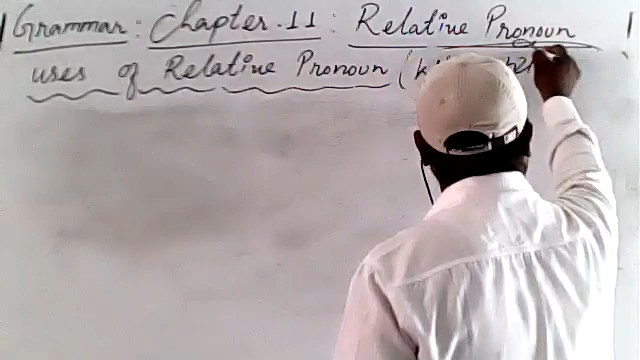 Grammar : Chapter - 11 : Relative Pronoun
uses of Relative Pronoun (